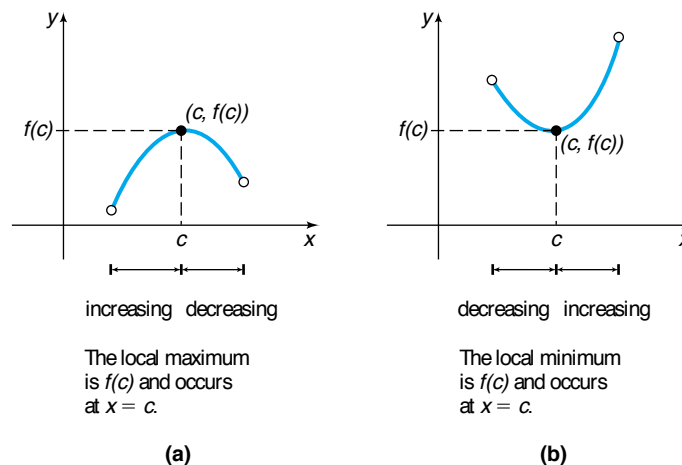 y
(c, f(c))
f(c)
c
x
increasing decreasing
The local maximum
is f(c) and occurs
at x = c.
(a)
y
f(c)
(c, f(c))
c
x
decreasing increasing
The local minimum
is f(c) and occurs
at x = c.
(b)